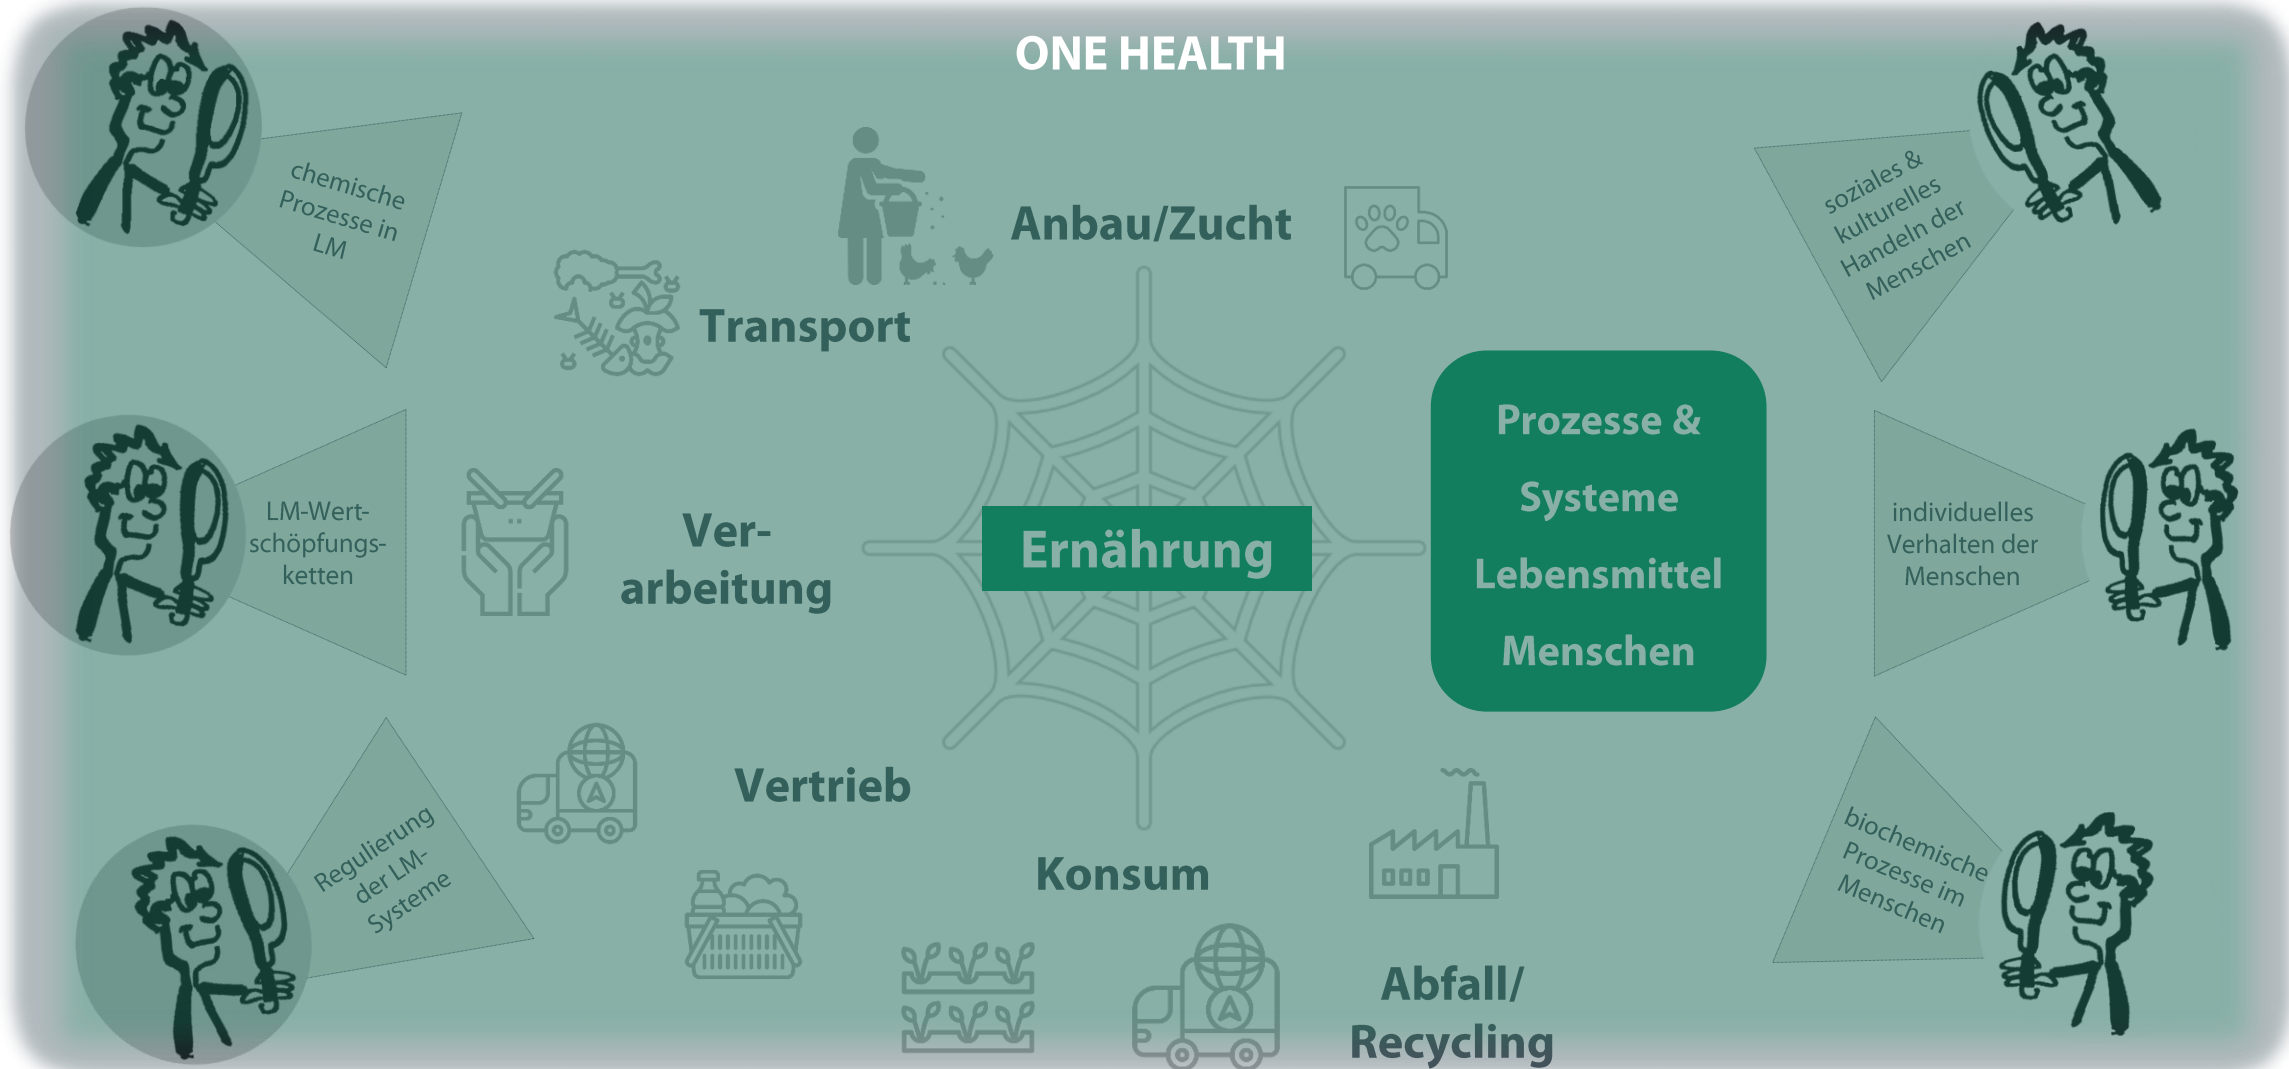 ONE HEALTH
chemische
Prozesse in
LM
soziales &
kulturelles
Handeln der
Menschen
Anbau/Zucht
Transport
Prozesse &
Systeme
Lebensmittel
Menschen
LM-Wert-
schöpfungs-
ketten
Ver-
arbeitung
Ernährung
individuelles
Verhalten der
Menschen
Vertrieb
Regulierung
der LM-
Systeme
Konsum
biochemische
Prozesse im
Menschen
Abfall/
Recycling